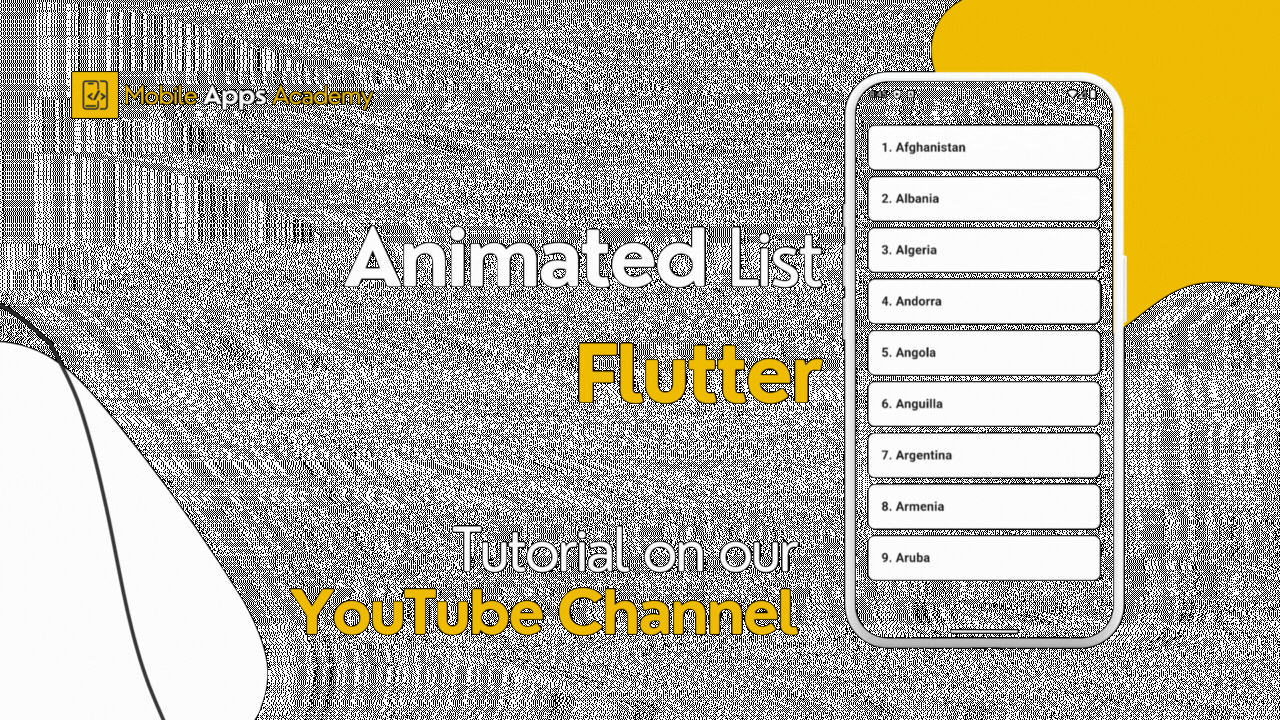 Mobile Apps Academy
Animated List
Flutter
Tutorial on our
YouTube Channel
1. Afghanistan
2. Albania
3. Algeria
4. Andorra
5. Angola
6. Anguilla
7. Argentina
8. Armenia
9. Aruba